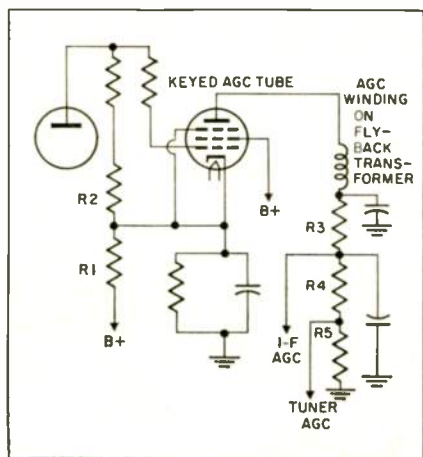 KEYED AGC TUBE
AGC
WINDING
ON
FLY-
BACK
TRANS-
FORMER
R2
B+
R3
R1
R4
I-F
AGC
R5
B+
TUNER
AGC